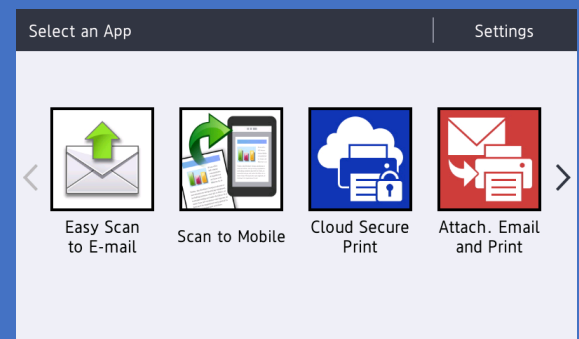 Select an App
Settings
Easy Scan
to E-mail
Scan to Mobile
Cloud Secure
Print
Attach. Email
and Print